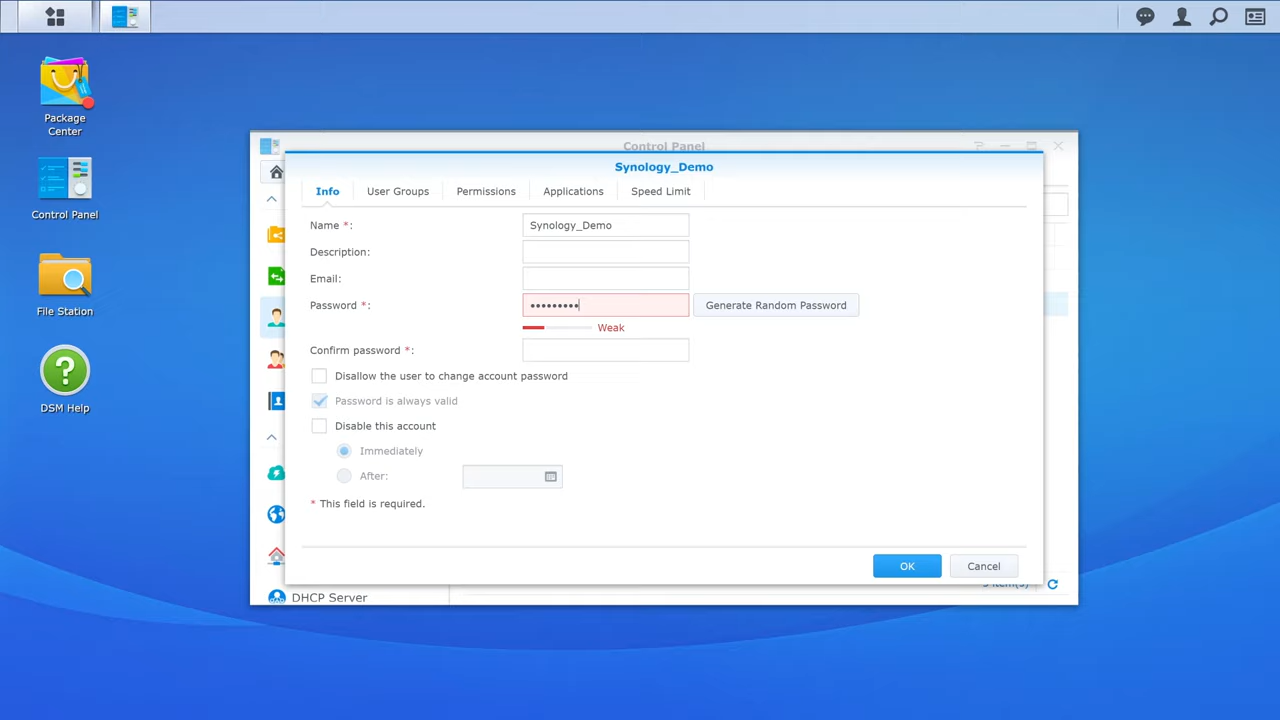 Package
Center
Control Panel
File Station
DSM Help
Control Panel
Synology_Demo
Info
User Groups
Permissions
Applications
Speed Limit
Name *:
Synology_Demo
Description:
Email:
Password *:
•••••••••
Generate Random Password
Weak
Confirm password *:
Disallow the user to change account password
Password is always valid
Disable this account
Immediately
After:
* This field is required.
OK
Cancel
DHCP Server
item(s)